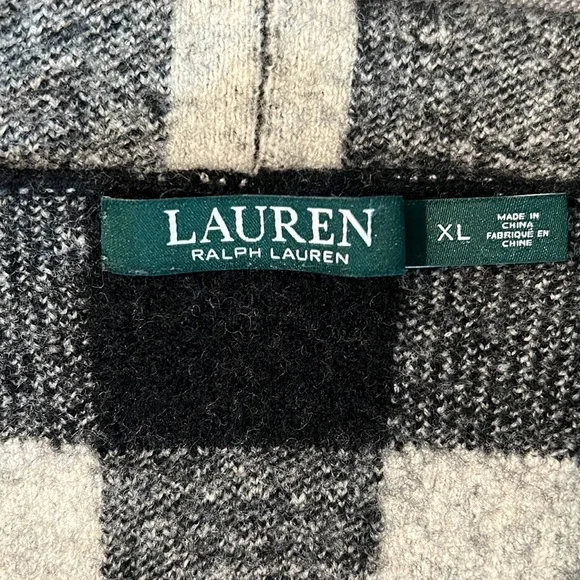 LAUREN
RALPH LAUREN
XL
MADE IN
CHINA
FABRIQUÉ EN
CHINE